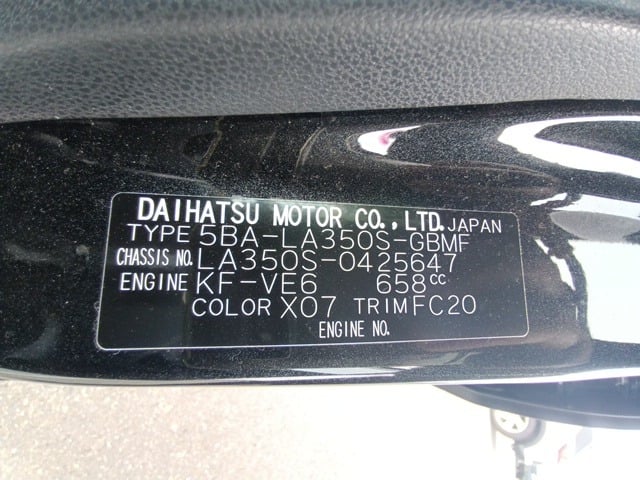 DAIHATSU MOTOR CO., LTD. JAPAN
TYPE 5BA-LA350S-GBMF
CHASSIS NO. LA350S-0425647
ENGINE KF-VE6 658cc
COLOR X07 TRIM FC20
ENGINE NO.